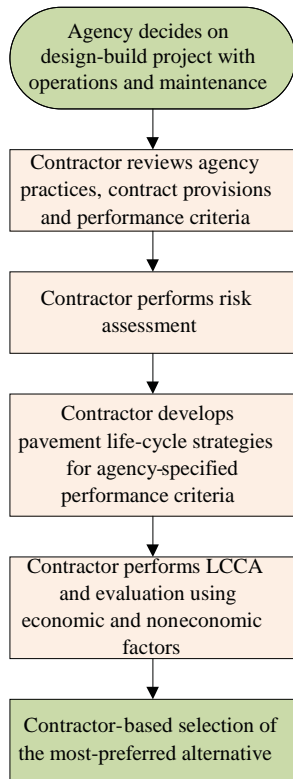 Agency decides on
design-build project with
operations and maintenance
Contractor reviews agency
practices, contract provisions
and performance criteria
Contractor performs risk
assessment
Contractor develops
pavement life-cycle strategies
for agency-specified
performance criteria
Contractor performs LCCA
and evaluation using
economic and noneconomic
factors
Contractor-based selection of
the most-preferred alternative